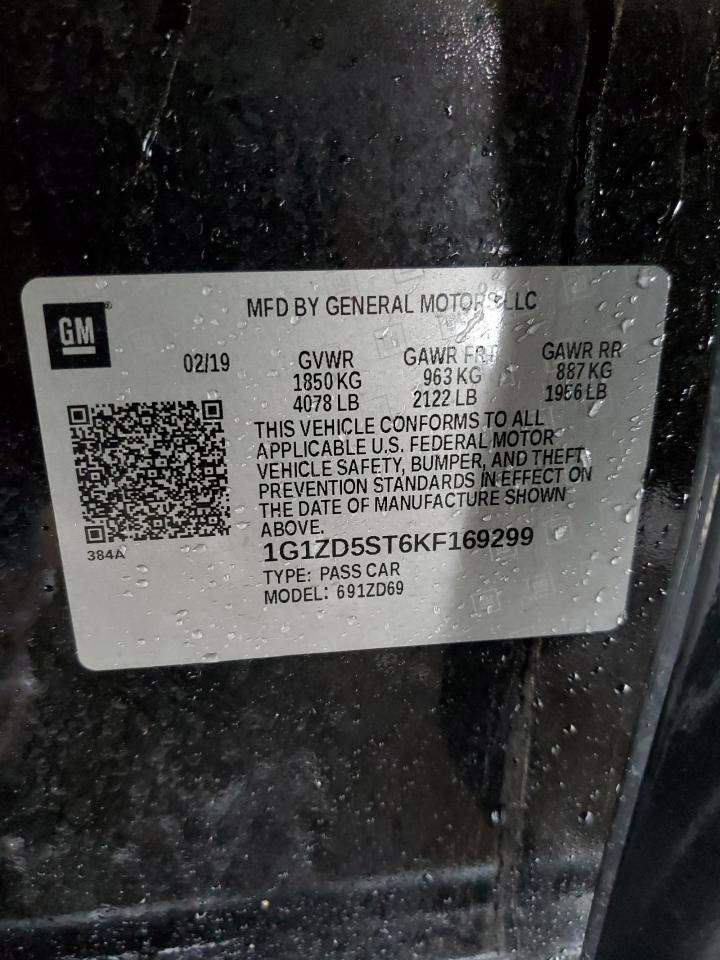 GM®
MFD BY GENERAL MOTORS LLC
02/19 GVWR GAWR FRT GAWR RR
1850 KG 963 KG 887 KG
4078 LB 2122 LB 1956 LB
THIS VEHICLE CONFORMS TO ALL
APPLICABLE U.S. FEDERAL MOTOR
VEHICLE SAFETY, BUMPER, AND THEFT
PREVENTION STANDARDS IN EFFECT ON
THE DATE OF MANUFACTURE SHOWN
ABOVE.
384A
1G1ZD5ST6KF169299
TYPE: PASS CAR
MODEL: 691ZD69